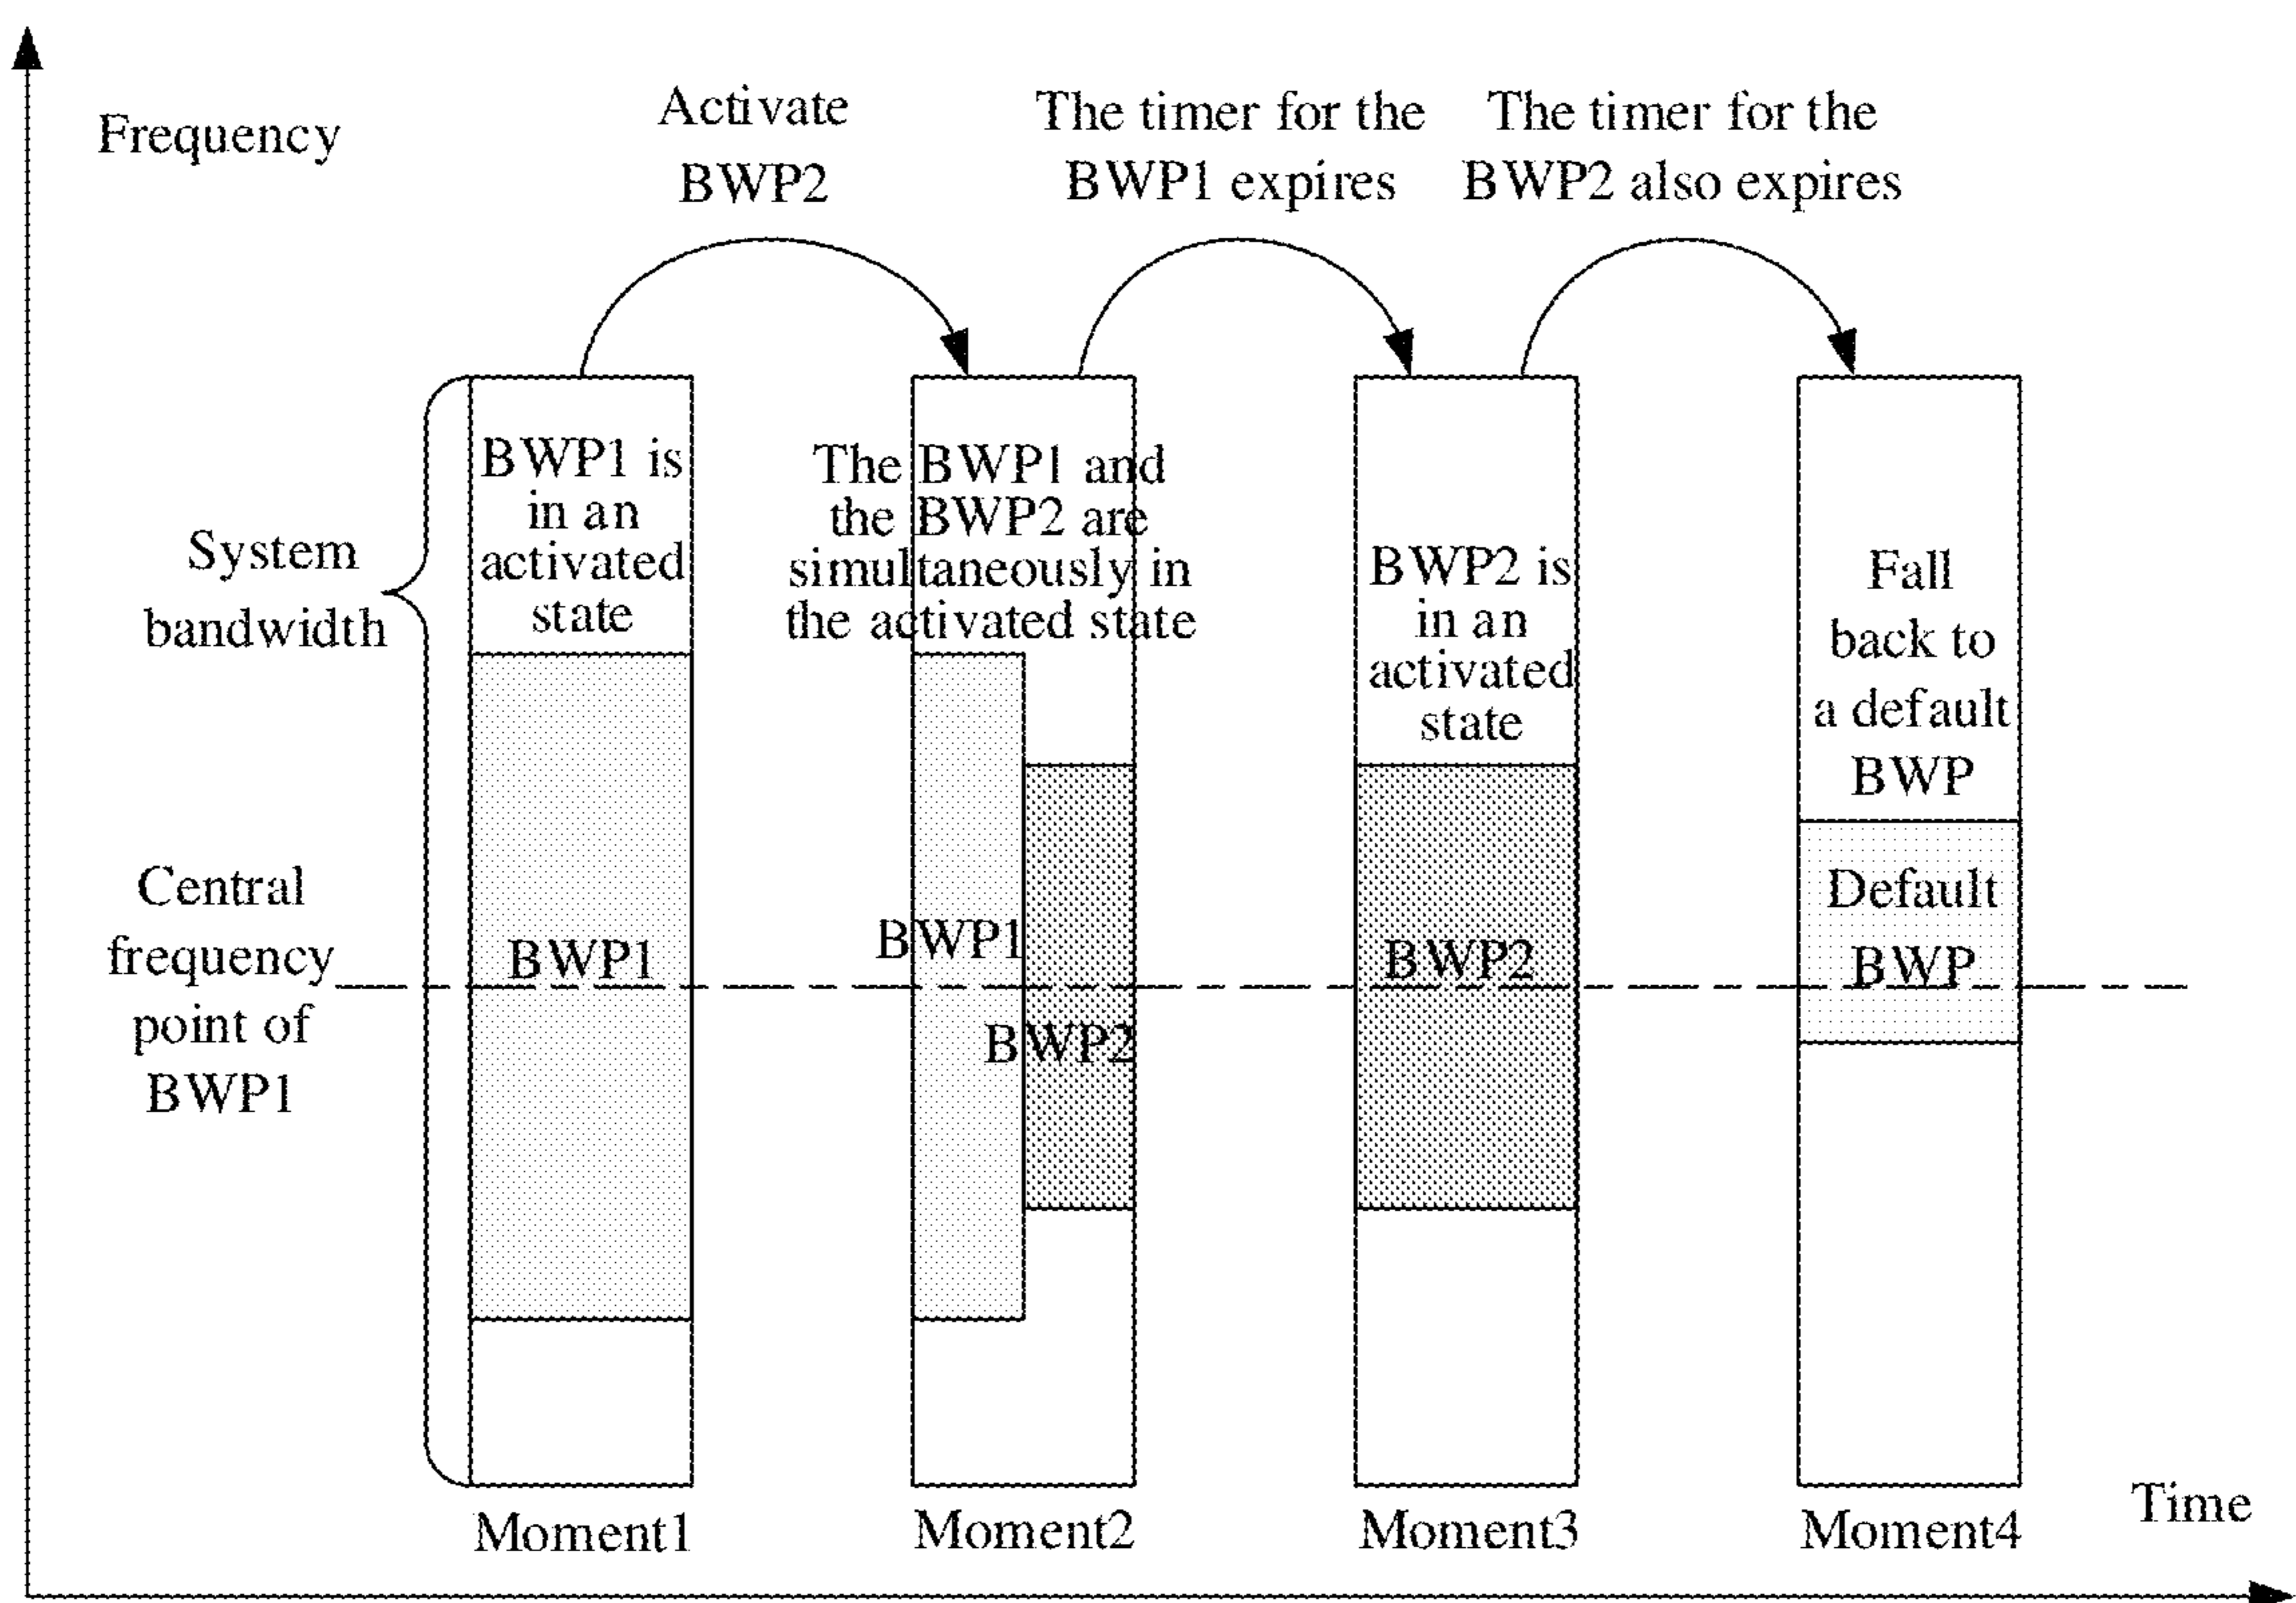 Frequency
Activate
BWP2
The timer for the
BWP1 expires
The timer for the
BWP2 also expires
System
bandwidth
BWP1 is
in an
activated
state
The BWP1 and
the BWP2 are
simultaneously in
the activated state
BWP2 is
in an
activated
state
Fall
back to
a default
BWP
Central
frequency
point of
BWP1
BWP1
BWP1
BWP2
BWP2
Default
BWP
Moment1
Moment2
Moment3
Moment4
Time